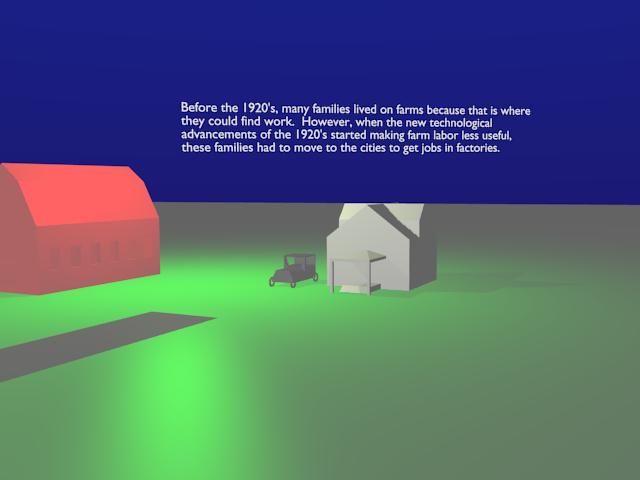 Before the 1920's, many families lived on farms because that is where
they could find work.  However, when the new technological
advancements of the 1920's started making farm labor less useful,
these families had to move to the cities to get jobs in factories.